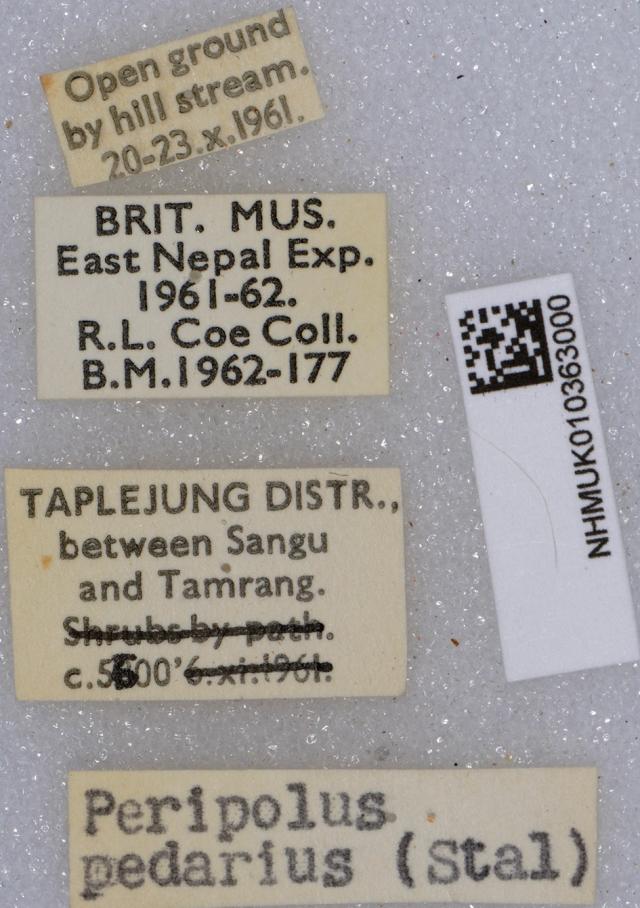 Open ground
by hill stream.
20-23.x.1961.
BRIT. MUS.
East Nepal Exp.
1961-62.
R.L. Coe Coll.
B.M.1962-177
NHMUK010363000
TAPLEJUNG DISTR.,
between Sangu
and Tamrang.
Shrubs by path.
c.5600' 6.xi.1961.
Peripolus
pedarius (Stal)